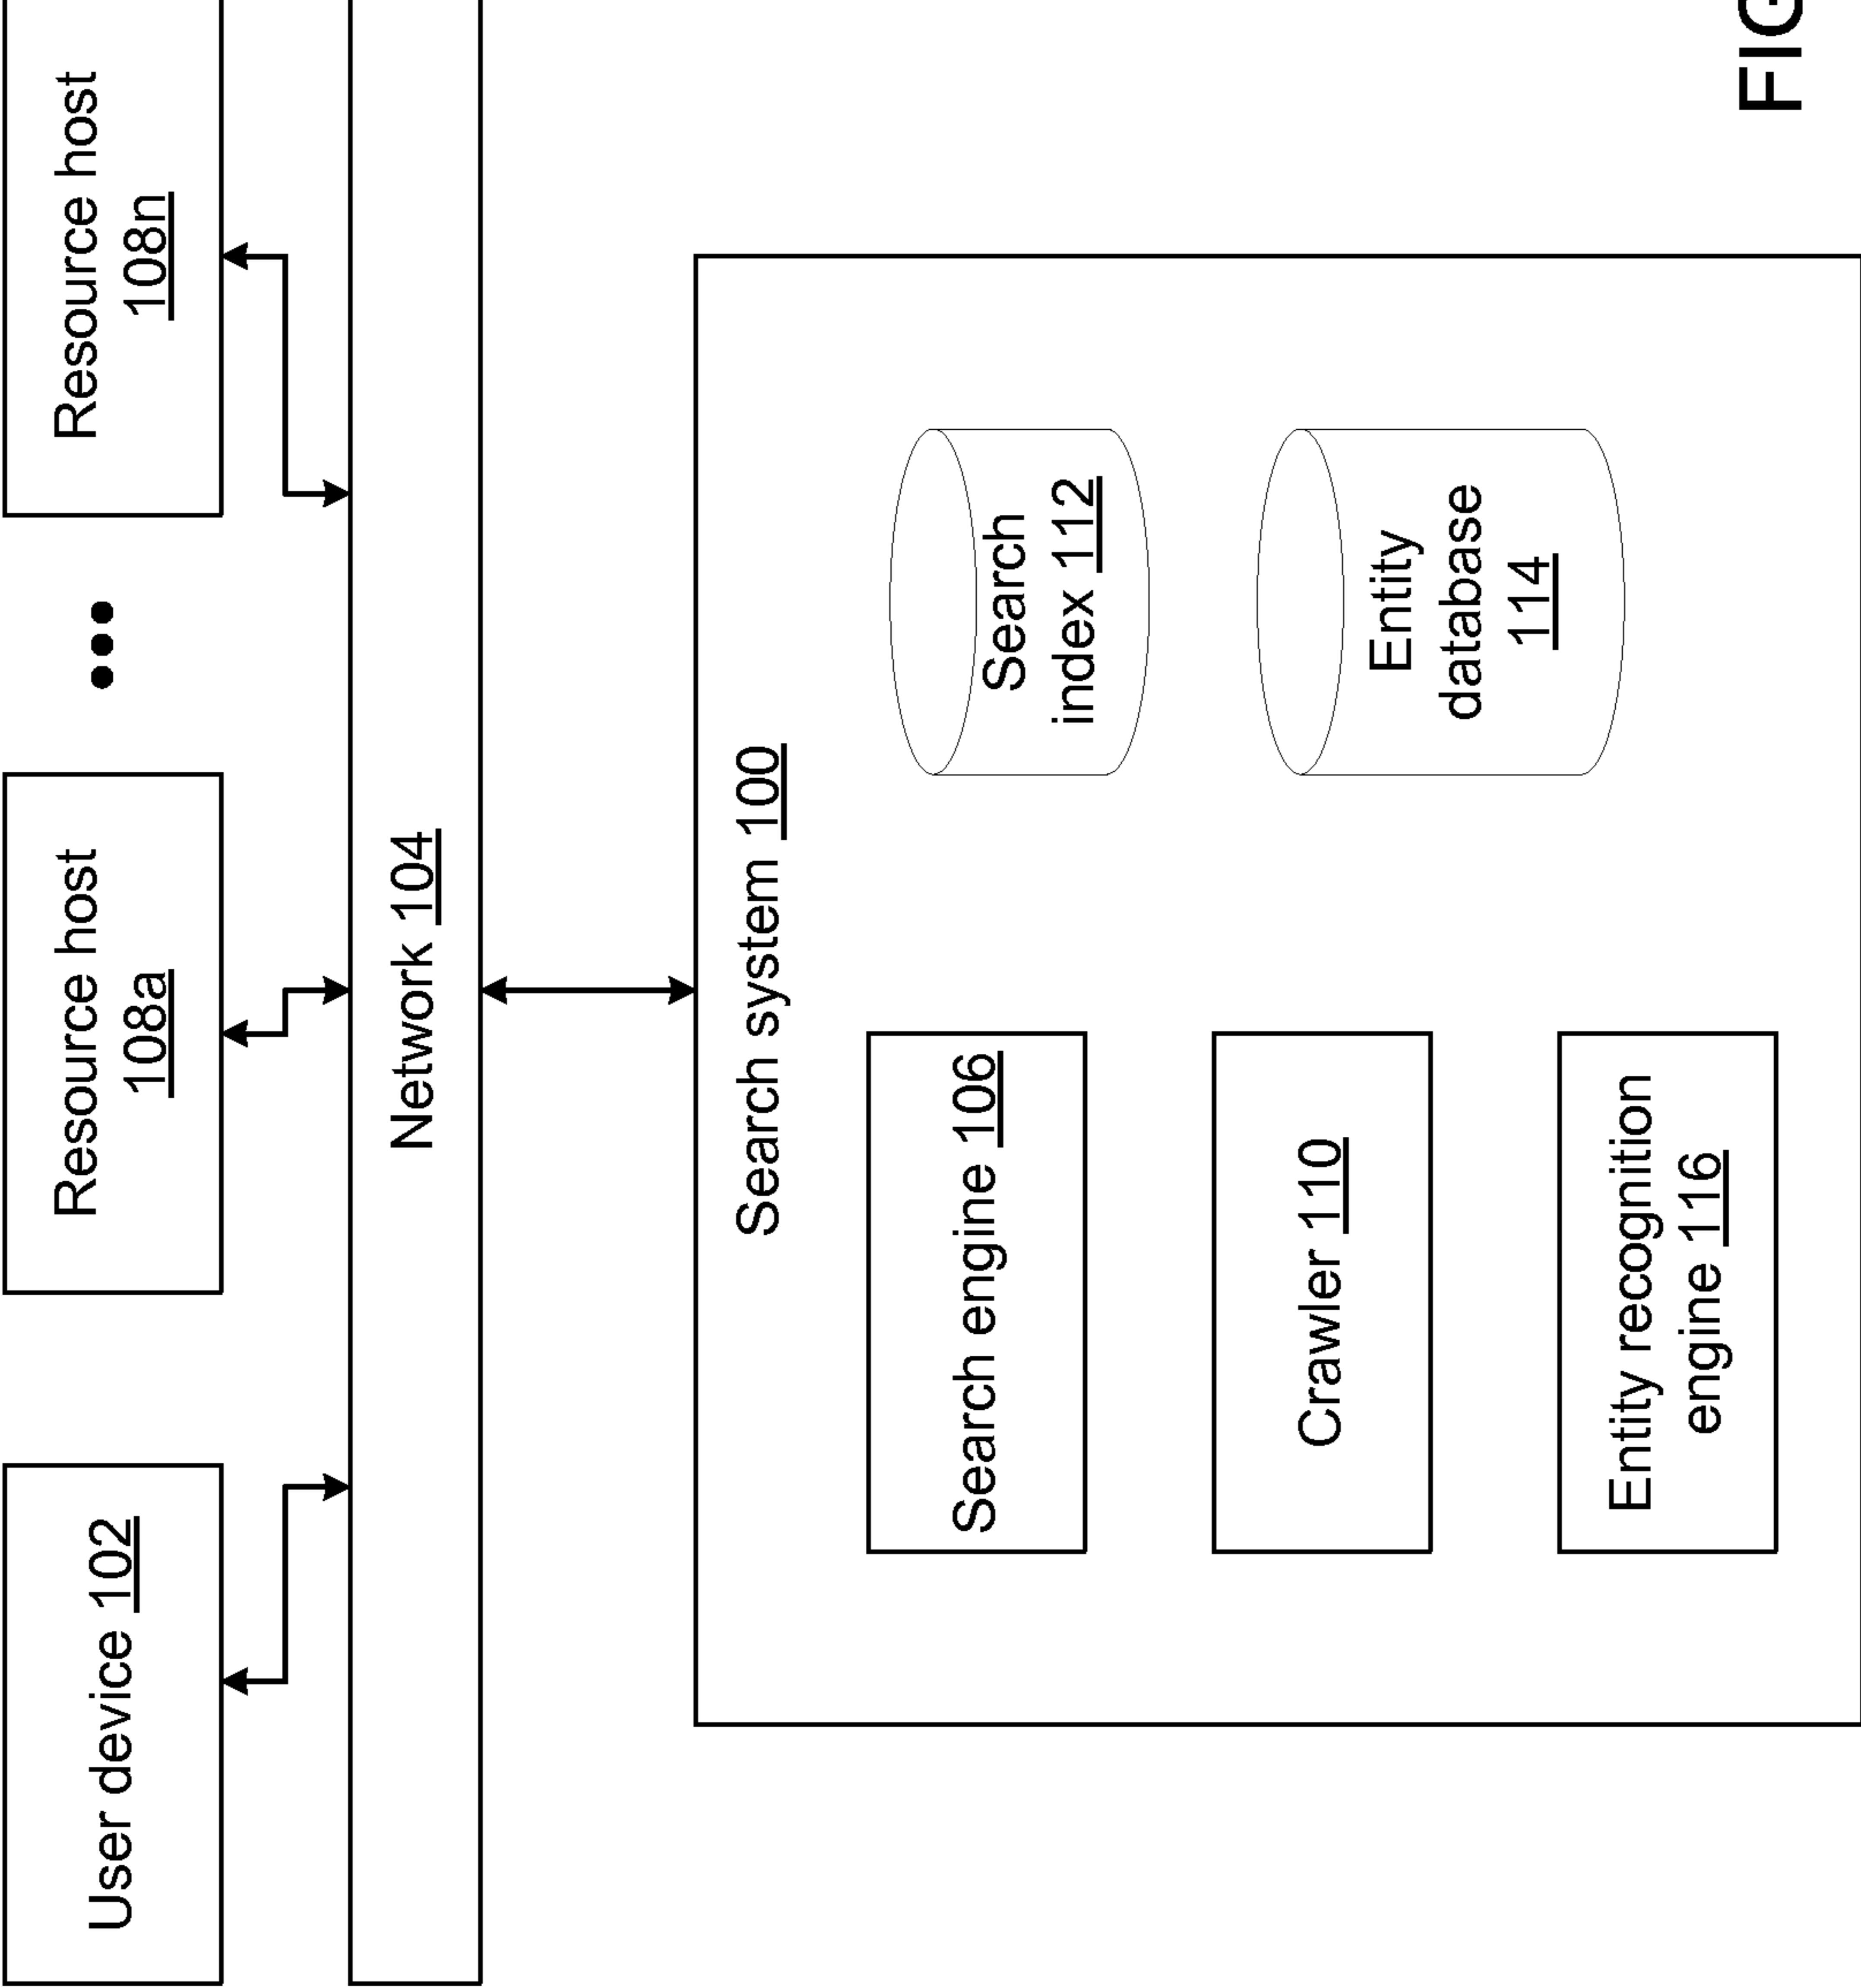 User device 102
Resource host
108a
•••
Resource host
108n
Network 104
Search system 100
Search engine 106
Search
index 112
Crawler 110
Entity
database
114
Entity recognition
engine 116
FIG